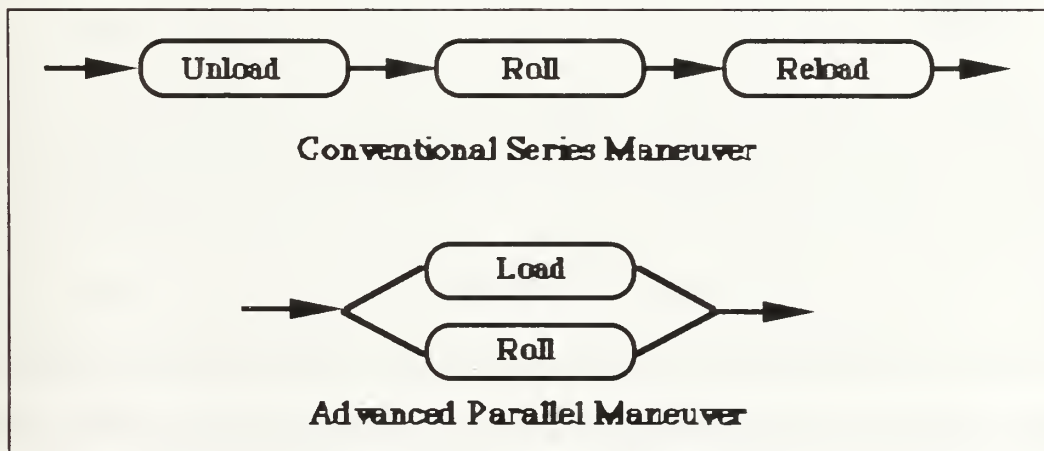 Unload Roll Reload
Conventional Series Maneuver
Load
Roll
Advanced Parallel Maneuver